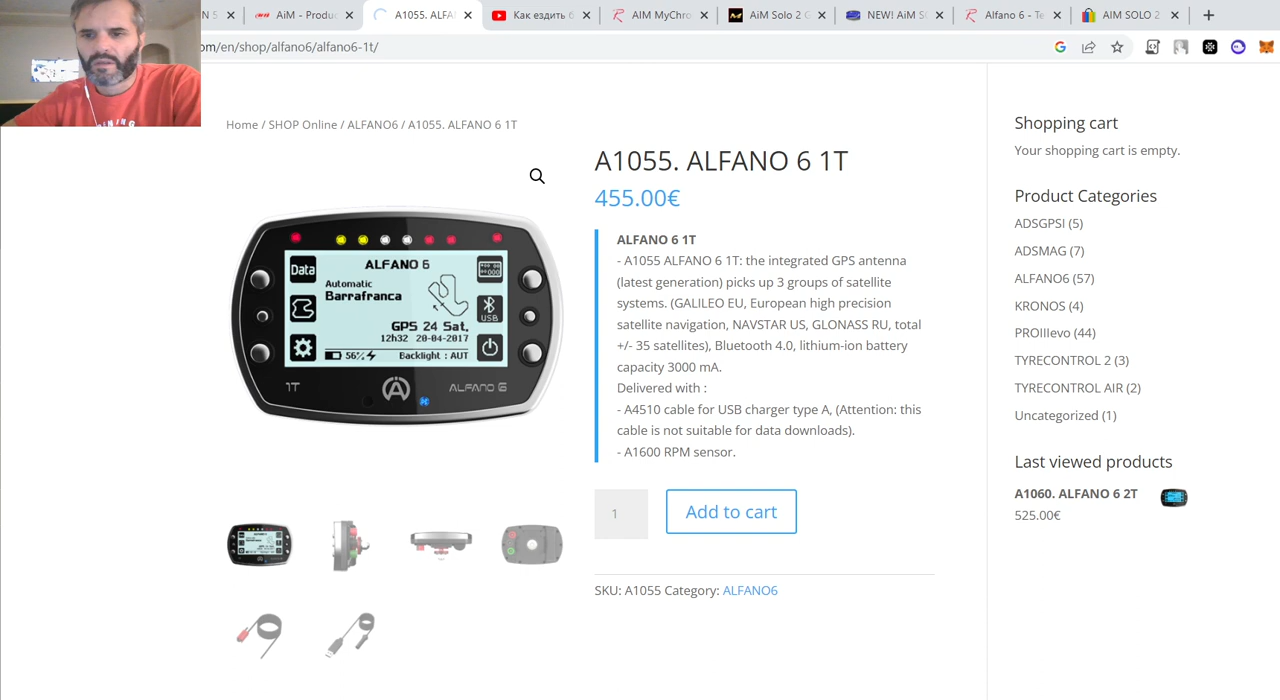 N 5
AiM - Produc
A1055. ALFA
Как ездить б
AIM MyChro
AiM Solo 2 G
NEW! AiM S
Alfano 6 - Te
AIM SOLO 2
om/en/shop/alfano6/alfano6-1t/
Home / SHOP Online / ALFANO6 / A1055. ALFANO 6 1T
A1055. ALFANO 6 1T
455.00€
ALFANO 6 1T
- A1055 ALFANO 6 1T: the integrated GPS antenna
(latest generation) picks up 3 groups of satellite
systems. (GALILEO EU, European high precision
satellite navigation, NAVSTAR US, GLONASS RU, total
+/- 35 satellites), Bluetooth 4.0, lithium-ion battery
capacity 3000 mA.
Delivered with :
- A4510 cable for USB charger type A, (Attention: this
cable is not suitable for data downloads).
- A1600 RPM sensor.
1
Add to cart
SKU: A1055 Category: ALFANO6
Data
ALFANO 6
Automatic
Barrafranca
GPS 24 Sat,
12h32 20-04-2017
56%
Backlight : AUT
USB
1T
ALFANO 6
Shopping cart
Your shopping cart is empty.
Product Categories
ADSGPSI (5)
ADSMAG (7)
ALFANO6 (57)
KRONOS (4)
PROIIIevo (44)
TYRECONTROL 2 (3)
TYRECONTROL AIR (2)
Uncategorized (1)
Last viewed products
A1060. ALFANO 6 2T
525.00€